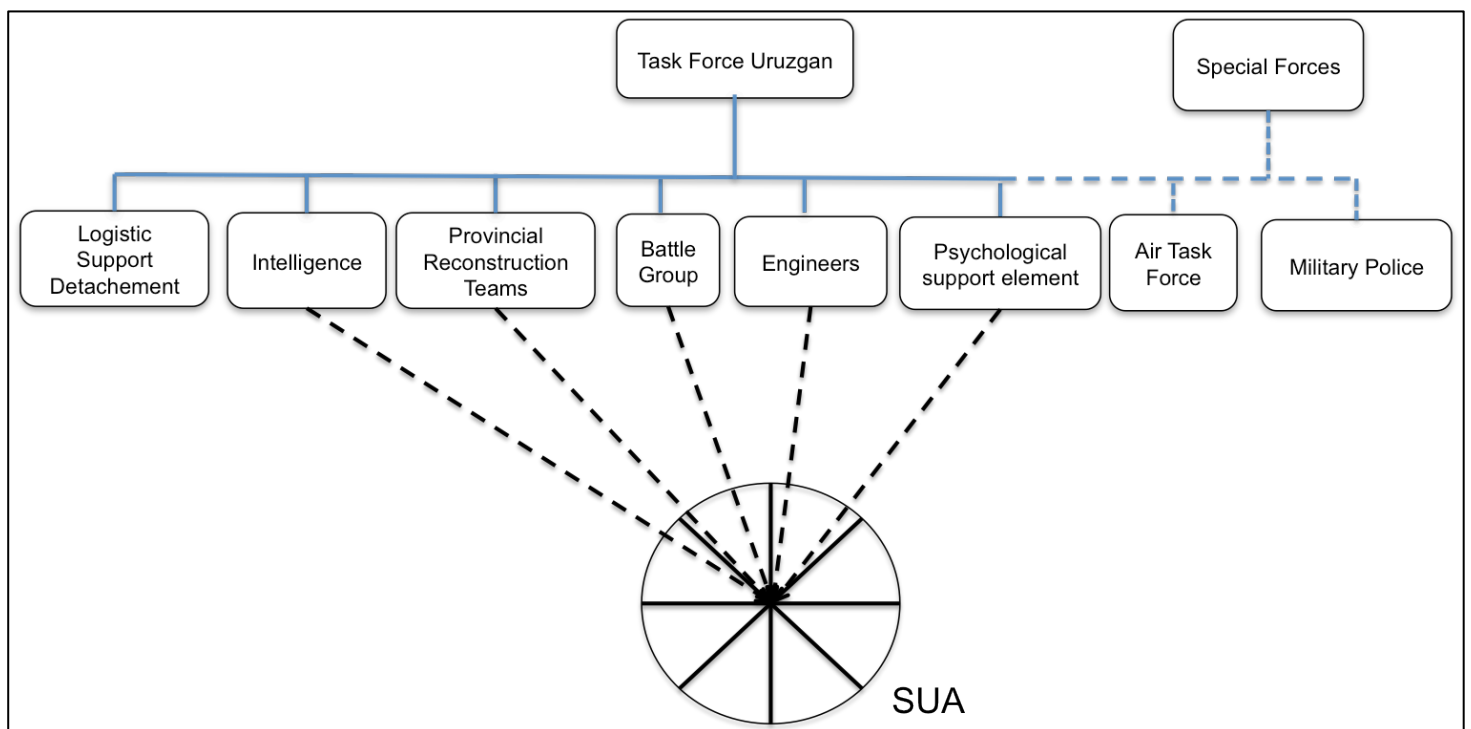 Task Force Uruzgan
Special Forces
Logistic
Support
Detachement
Intelligence
Provincial
Reconstruction
Teams
Battle
Group
Engineers
Psychological
support element
Air Task
Force
Military Police
SUA